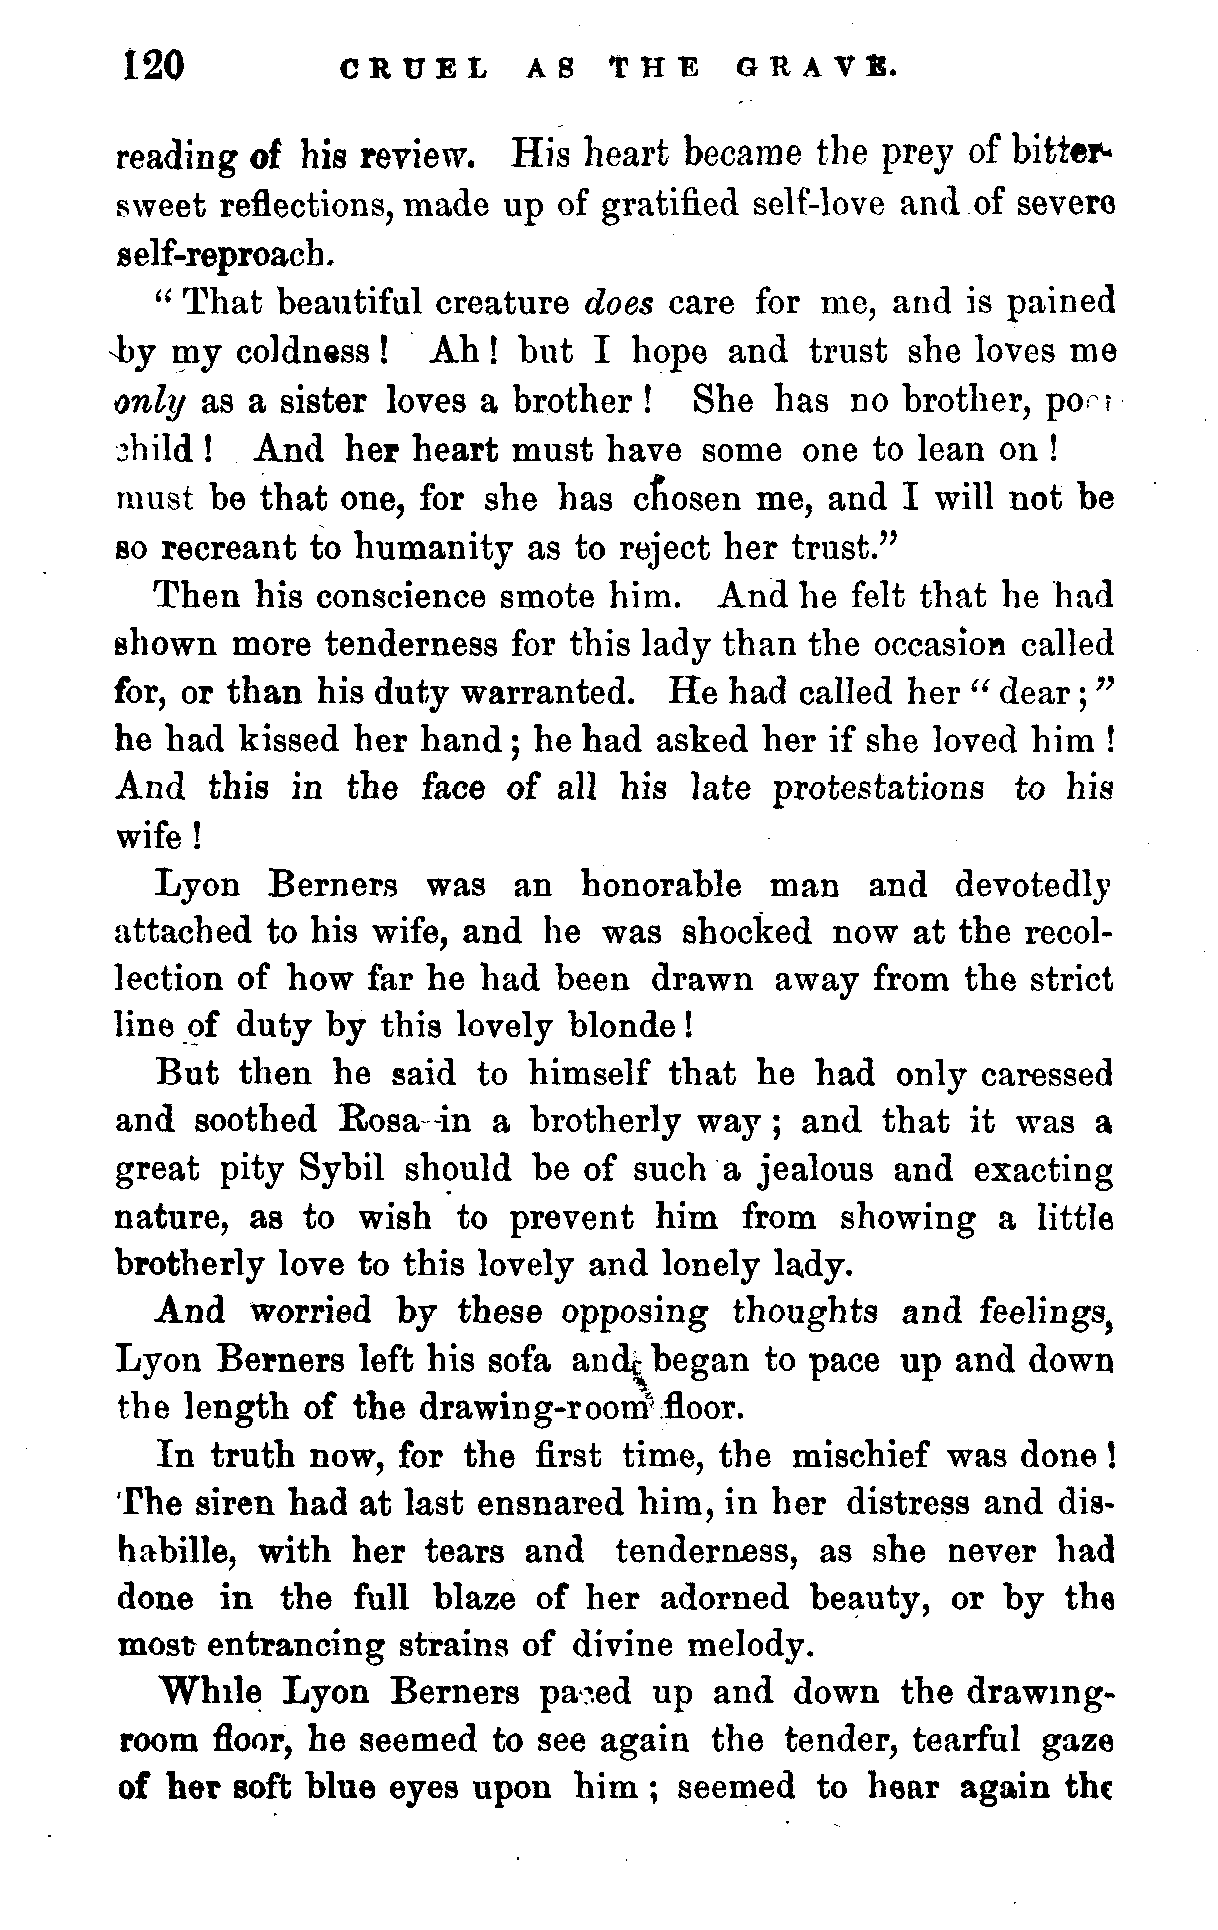 120 CRUEL AS THE GRAVE.
reading of his review. His heart became the prey of bitter-
sweet reflections, made up of gratified self-love and of severe
self-reproach.
“ That beautiful creature does care for me, and is pained
by my coldness ! Ah ! but I hope and trust she loves me
only as a sister loves a brother ! She has no brother,
child ! And her heart must have some one to lean on !
must be that one, for she has chosen me, and I will not be
so recreant to humanity as to reject her trust.”
Then his conscience smote him. And he felt that he had
shown more tenderness for this lady than the occasion called
for, or than his duty warranted. He had called her “ dear ; ”
he had kissed her hand ; he had asked her if she loved him !
And this in the face of all his late protestations to his
wife !
Lyon Berners was an honorable man and devotedly
attached to his wife, and he was shocked now at the recol-
lection of how far he had been drawn away from the strict
line of duty by this lovely blonde !
But then he said to himself that he had only caressed
and soothed Rosa in a brotherly way ; and that it was a
great pity Sybil should be of such a jealous and exacting
nature, as to wish to prevent him from showing a little
brotherly love to this lovely and lonely lady.
And worried by these opposing thoughts and feelings,
Lyon Berners left his sofa and began to pace up and down
the length of the drawing-room floor.
In truth now, for the first time, the mischief was done !
The siren had at last ensnared him, in her distress and dis-
habille, with her tears and tenderness, as she never had
done in the full blaze of her adorned beauty, or by the
most entrancing strains of divine melody.
While Lyon Berners paced up and down the drawing-
room floor, he seemed to see again the tender, tearful gaze
of her soft blue eyes upon him ; seemed to hear again the